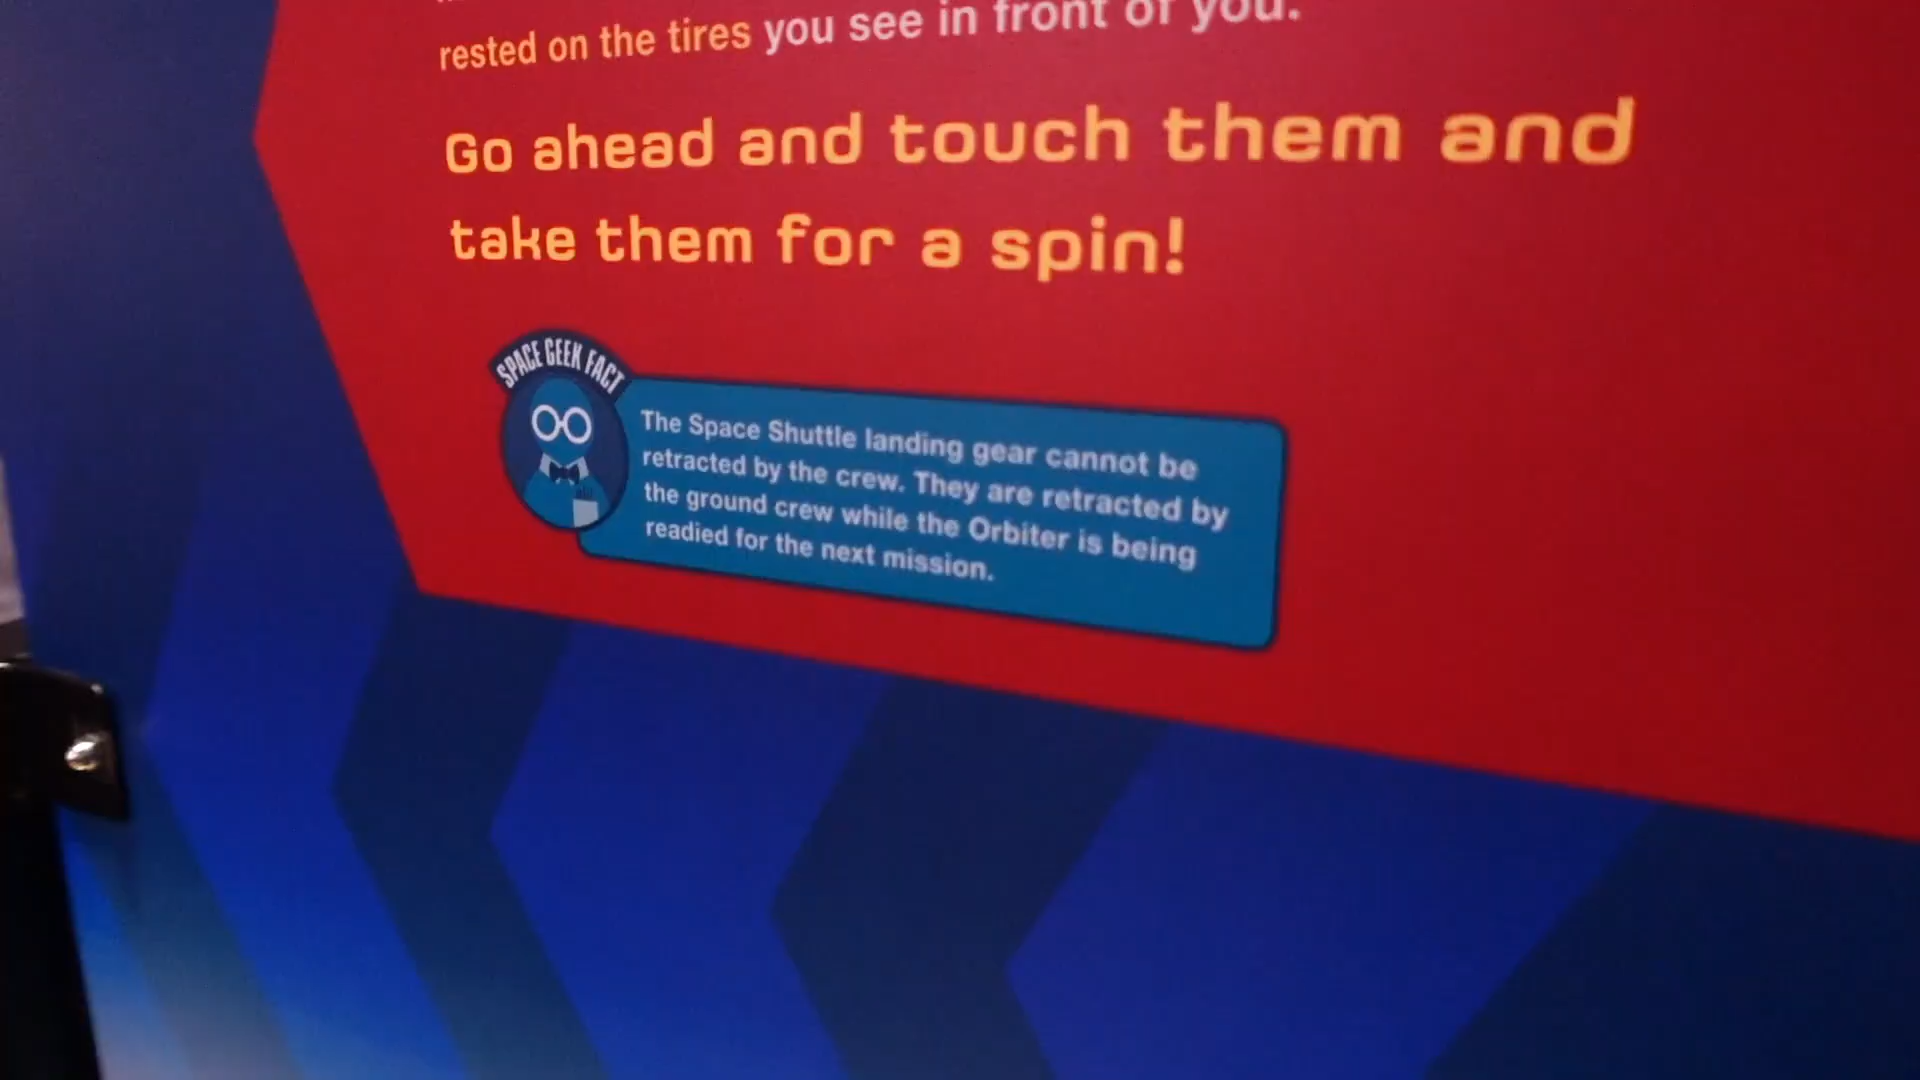 rested on the tires you see in front of you.
Go ahead and touch them and
take them for a spin!
SPACE GEEK FACT
The Space Shuttle landing gear cannot be
retracted by the crew. They are retracted by
the ground crew while the Orbiter is being
readied for the next mission.